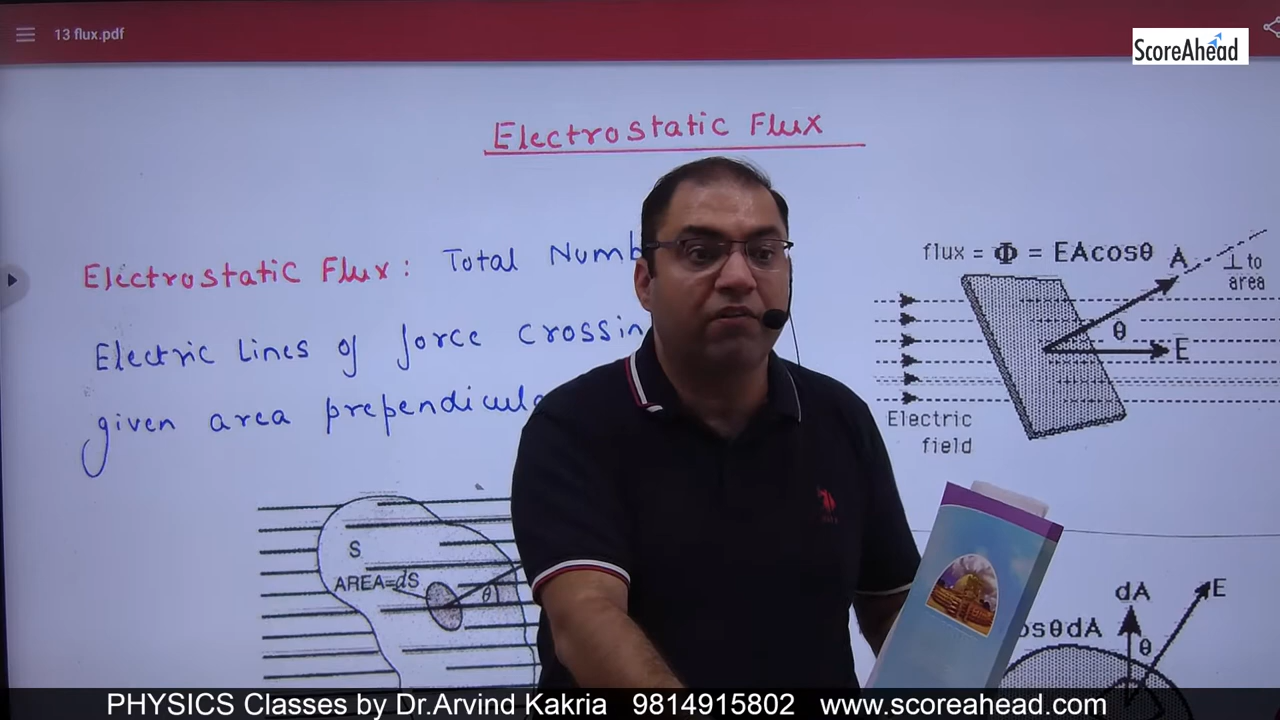 13 flux.pdf
ScoreAhead
Electrostatic Flux
Electrostatic Flux: Total Numb
Electric Lines of force crossin
given area prependicula
flux = Φ = EAcosθ
A
⊥ to
area
θ
E
Electric
field
S
AREA=dS
θ
dA
E
osθdA
θ
PHYSICS Classes by Dr.Arvind Kakria 9814915802 www.scoreahead.com